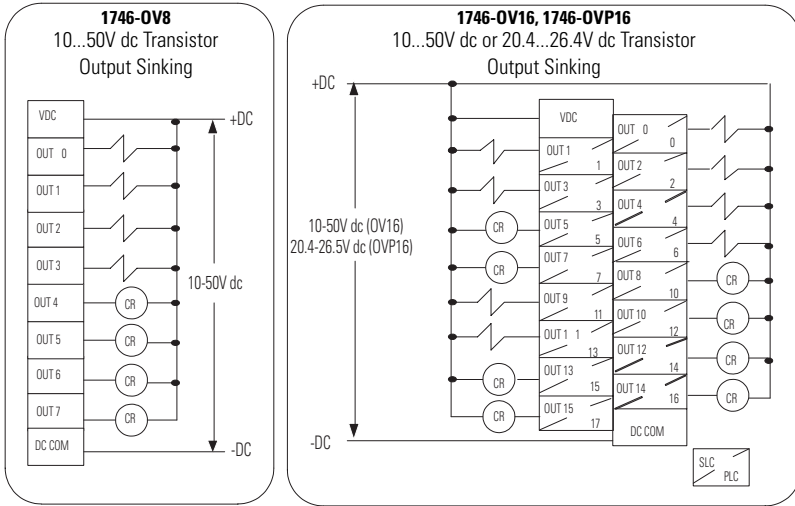 1746-OV8
10...50V dc Transistor
Output Sinking
VDC
+DC
OUT 0
OUT 1
OUT 2
OUT 3
10-50V dc
OUT 4
CR
OUT 5
CR
OUT 6
CR
OUT 7
CR
DC COM
-DC
1746-OV16, 1746-OVP16
10...50V dc or 20.4...26.4V dc Transistor
Output Sinking
+DC
VDC
OUT 0
0
OUT 1
1
OUT 2
2
OUT 3
3
OUT 4
4
10-50V dc (OV16)
20.4-26.5V dc (OVP16)
CR
OUT 5
5
OUT 6
6
CR
OUT 7
7
OUT 8
10
CR
OUT 9
11
OUT 10
12
CR
OUT 1 1
13
OUT 12
14
CR
CR
OUT 13
15
OUT 14
16
CR
CR
OUT 15
17
DC COM
-DC
SLC
PLC